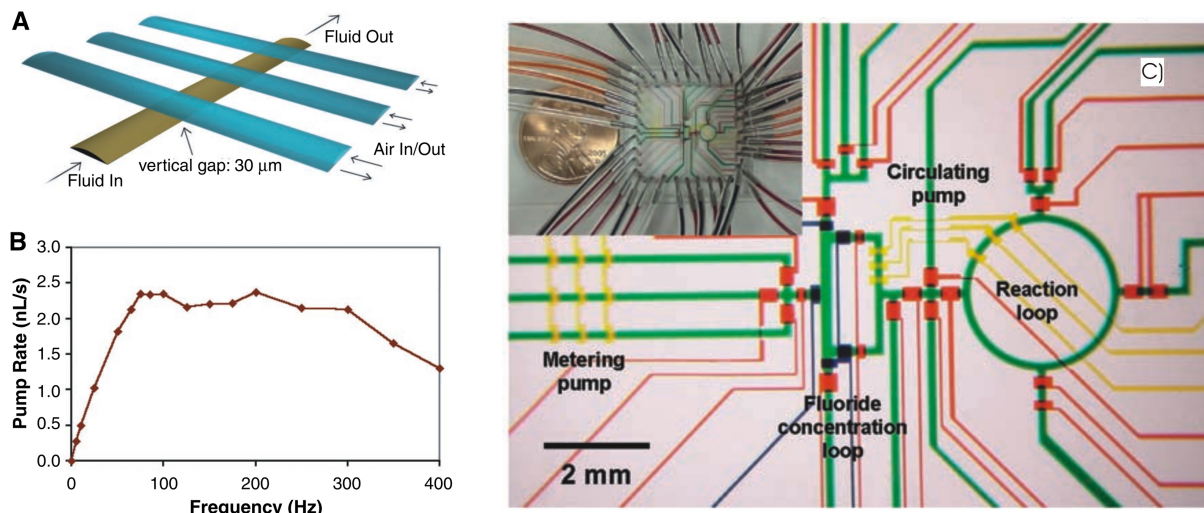 A
Fluid Out
Air In/Out
vertical gap: 30 μm
Fluid In
B
Pump Rate (nL/s)
3.0
2.5
2.0
1.5
1.0
0.5
0.0
0
100
200
300
400
Frequency (Hz)
C)
Circulating
pump
Reaction
loop
Metering
pump
Fluoride
concentration
loop
2 mm